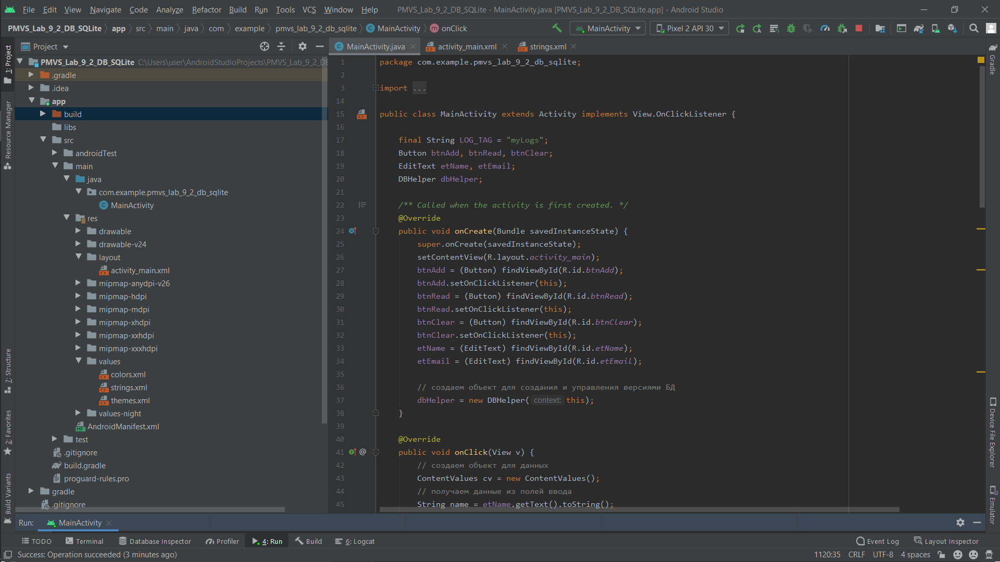 File Edit View Navigate Code Analyze Refactor Build Run Tools VCS Window Help PMVS_Lab_9_2_DB_SQLite - MainActivity.java [PMVS_Lab_9_2_DB_SQLite.app] - Android Studio
PMVS_Lab_9_2_DB_SQLite app src main java com example pmvs_lab_9_2_db_sqlite MainActivity onClick MainActivity Pixel 2 API 30
Project
MainActivity.java activity_main.xml strings.xml
1: Project
Resource Manager
7: Structure
2: Favorites
Build Variants
PMVS_Lab_9_2_DB_SQLite C:\Users\user\AndroidStudioProjects\PMVS_Lab_9_2_DB
.gradle
.idea
app
build
libs
src
androidTest
main
java
com.example.pmvs_lab_9_2_db_sqlite
MainActivity
res
drawable
drawable-v24
layout
activity_main.xml
mipmap-anydpi-v26
mipmap-hdpi
mipmap-mdpi
mipmap-xhdpi
mipmap-xxhdpi
mipmap-xxxhdpi
values
colors.xml
strings.xml
themes.xml
values-night
AndroidManifest.xml
test
.gitignore
build.gradle
proguard-rules.pro
gradle
.gitignore
1 package com.example.pmvs_lab_9_2_db_sqlite;
2
3 import ...
14
15 public class MainActivity extends Activity implements View.OnClickListener {
16
17 final String LOG_TAG = "myLogs";
18 Button btnAdd, btnRead, btnClear;
19 EditText etName, etEmail;
20 DBHelper dbHelper;
21
22 /** Called when the activity is first created. */
23 @Override
24 public void onCreate(Bundle savedInstanceState) {
25 super.onCreate(savedInstanceState);
26 setContentView(R.layout.activity_main);
27 btnAdd = (Button) findViewById(R.id.btnAdd);
28 btnAdd.setOnClickListener(this);
29 btnRead = (Button) findViewById(R.id.btnRead);
30 btnRead.setOnClickListener(this);
31 btnClear = (Button) findViewById(R.id.btnClear);
32 btnClear.setOnClickListener(this);
33 etName = (EditText) findViewById(R.id.etName);
34 etEmail = (EditText) findViewById(R.id.etEmail);
35
36 // создаем объект для создания и управления версиями БД
37 dbHelper = new DBHelper( context: this);
38 }
39
40 @Override
41 @ public void onClick(View v) {
42 // создаем объект для данных
43 ContentValues cv = new ContentValues();
44 // получаем данные из полей ввода
45 String name = etName.getText().toString();
Gradle
Device File Explorer
Emulator
Run: MainActivity
TODO Terminal Database Inspector Profiler 4: Run Build 6: Logcat Event Log Layout Inspector
Success: Operation succeeded (3 minutes ago) 1120:35 CRLF UTF-8 4 spaces